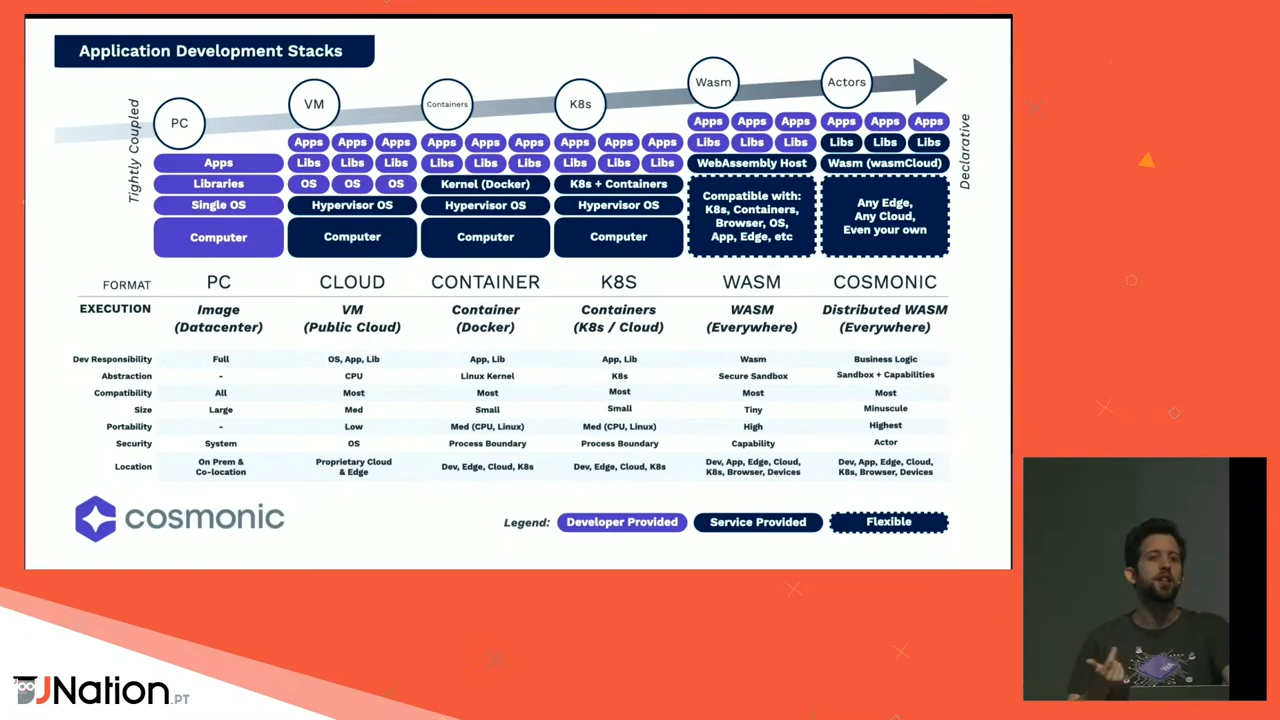 Application Development Stacks
Tightly Coupled
Declarative
PC
VM
Containers
K8s
Wasm
Actors
Apps
Libraries
Single OS
Computer
Apps Apps Apps
Libs Libs Libs
OS OS OS
Hypervisor OS
Computer
Apps Apps Apps
Libs Libs Libs
Kernel (Docker)
Hypervisor OS
Computer
Apps Apps Apps
Libs Libs Libs
K8s + Containers
Hypervisor OS
Computer
Apps Apps Apps
Libs Libs Libs
WebAssembly Host
Compatible with:
K8s, Containers,
Browser, OS,
App, Edge, etc
Apps Apps Apps
Libs Libs Libs
Wasm (wasmCloud)
Any Edge,
Any Cloud,
Even your own
FORMAT PC CLOUD CONTAINER K8S WASM COSMONIC
EXECUTION Image VM Container Containers WASM Distributed WASM
(Datacenter) (Public Cloud) (Docker) (K8s / Cloud) (Everywhere) (Everywhere)
Dev Responsibility Full OS, App, Lib App, Lib App, Lib Wasm Business Logic
Abstraction - CPU Linux Kernel K8s Secure Sandbox Sandbox + Capabilities
Compatibility All Most Most Most Most Most
Size Large Med Small Small Tiny Minuscule
Portability - Low Med (CPU, Linux) Med (CPU, Linux) High Highest
Security System OS Process Boundary Process Boundary Capability Actor
Location On Prem & Proprietary Cloud Dev, Edge, Cloud, K8s Dev, Edge, Cloud, K8s Dev, App, Edge, Cloud, Dev, App, Edge, Cloud,
Co-location & Edge K8s, Browser, Devices K8s, Browser, Devices
cosmonic
Legend: Developer Provided Service Provided Flexible
WA
JNation.PT